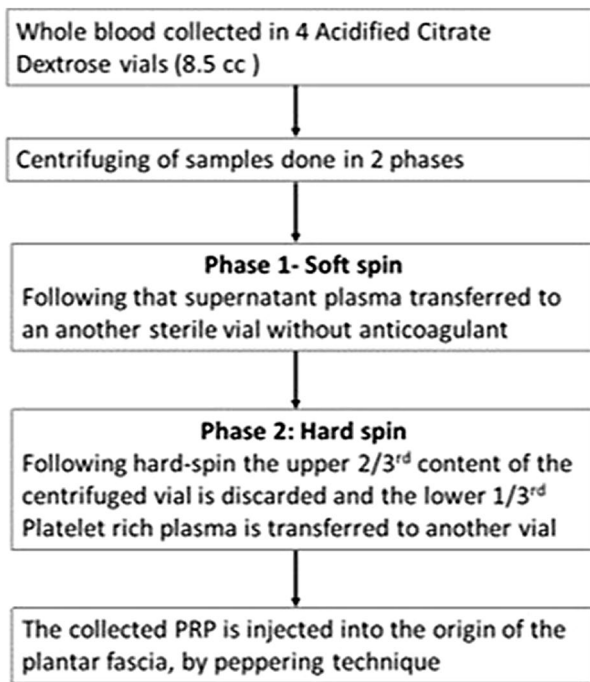 Whole blood collected in 4 Acidified Citrate
Dextrose vials (8.5 cc )
Centrifuging of samples done in 2 phases
Phase 1- Soft spin
Following that supernatant plasma transferred to
an another sterile vial without anticoagulant
Phase 2: Hard spin
Following hard-spin the upper 2/3rd content of the
centrifuged vial is discarded and the lower 1/3rd
Platelet rich plasma is transferred to another vial
The collected PRP is injected into the origin of the
plantar fascia, by peppering technique